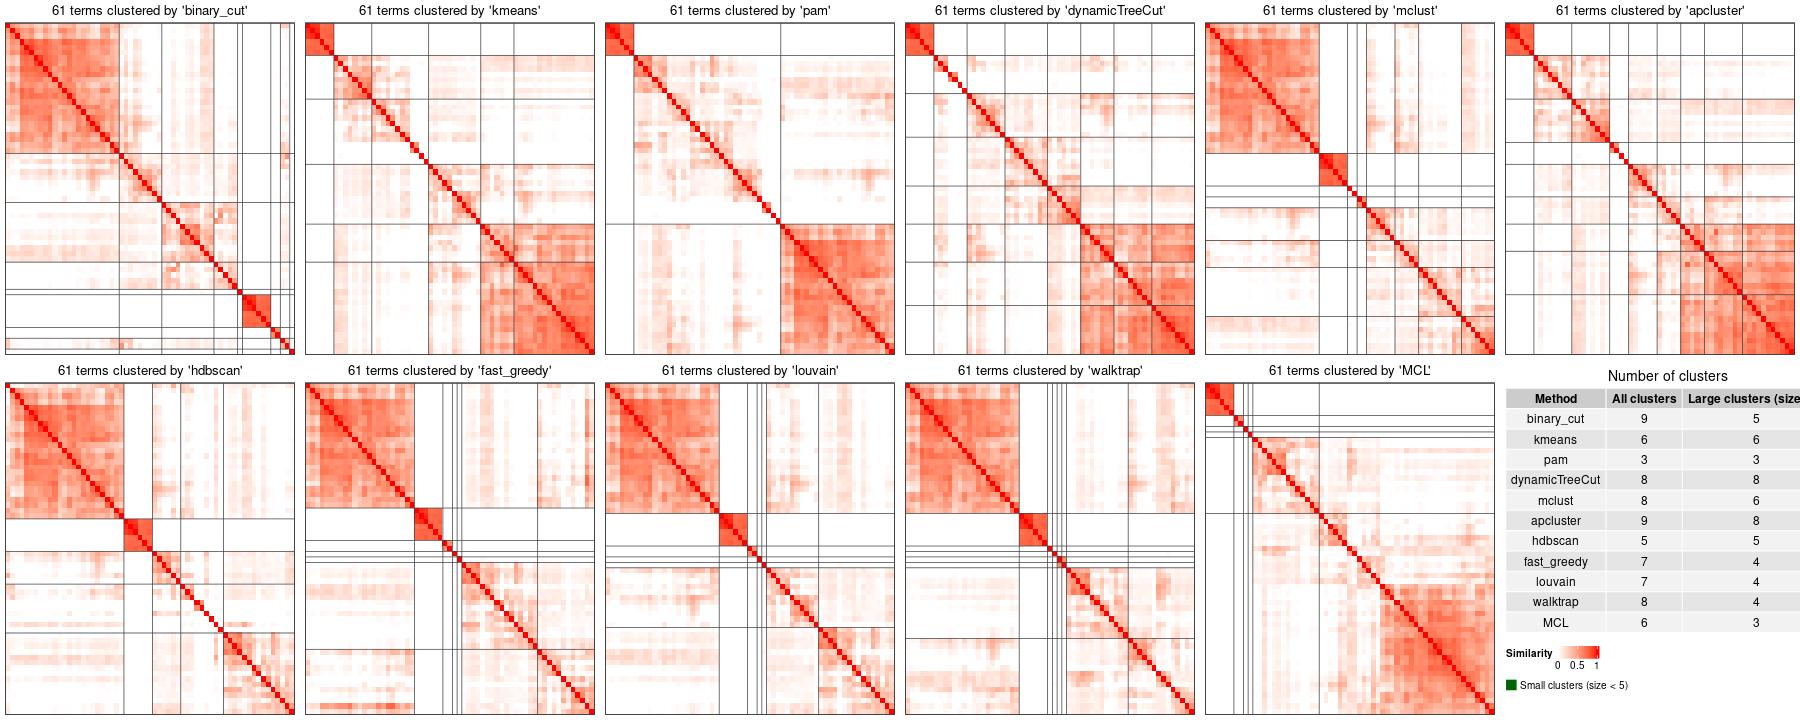 61 terms clustered by 'binary_cut'
61 terms clustered by 'kmeans'
61 terms clustered by 'pam'
61 terms clustered by 'dynamicTreeCut'
61 terms clustered by 'mclust'
61 terms clustered by 'apcluster'
61 terms clustered by 'hdbscan'
61 terms clustered by 'fast_greedy'
61 terms clustered by 'louvain'
61 terms clustered by 'walktrap'
61 terms clustered by 'MCL'
Number of clusters
Method All clusters Large clusters (size
binary_cut 9 5
kmeans 6 6
pam 3 3
dynamicTreeCut 8 8
mclust 8 6
apcluster 9 8
hdbscan 5 5
fast_greedy 7 4
louvain 7 4
walktrap 8 4
MCL 6 3
Similarity
0 0.5 1
Small clusters (size < 5)